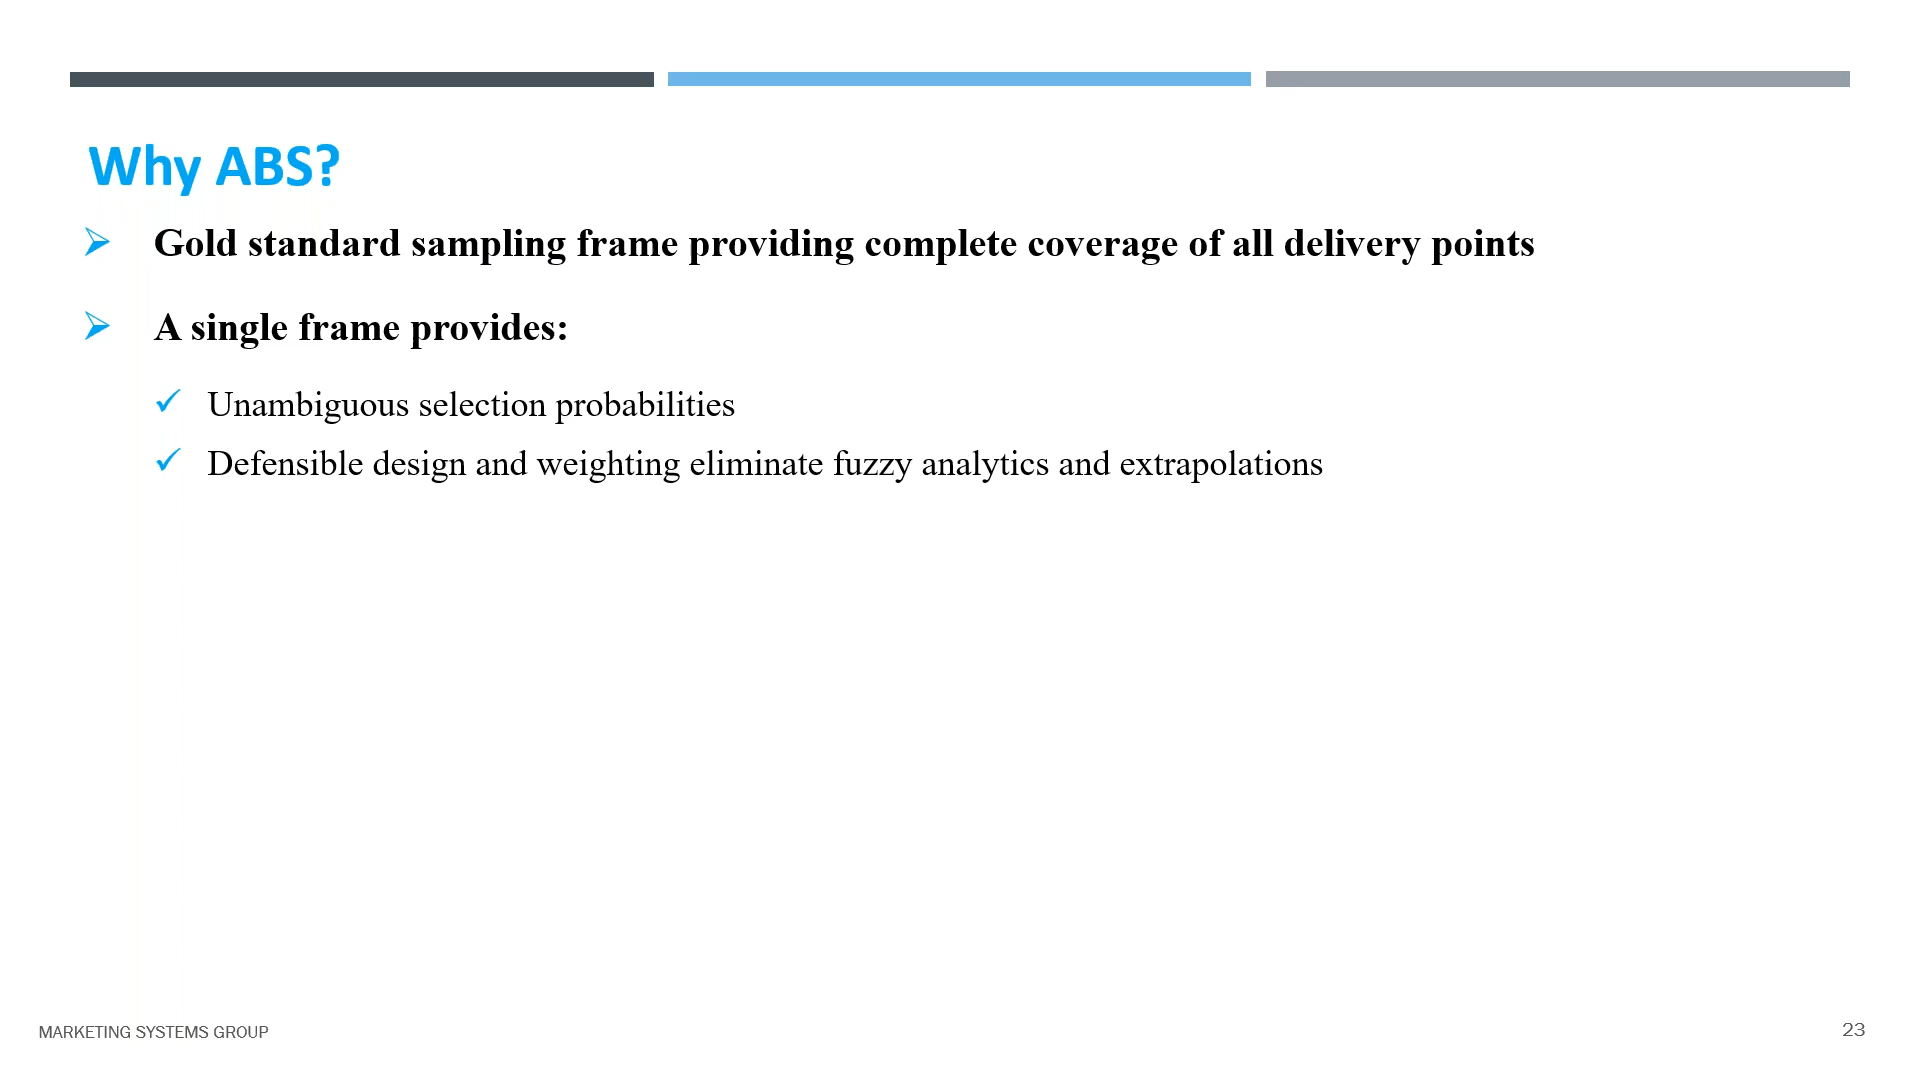 Why ABS?
Gold standard sampling frame providing complete coverage of all delivery points
A single frame provides:
Unambiguous selection probabilities
Defensible design and weighting eliminate fuzzy analytics and extrapolations
MARKETING SYSTEMS GROUP
23